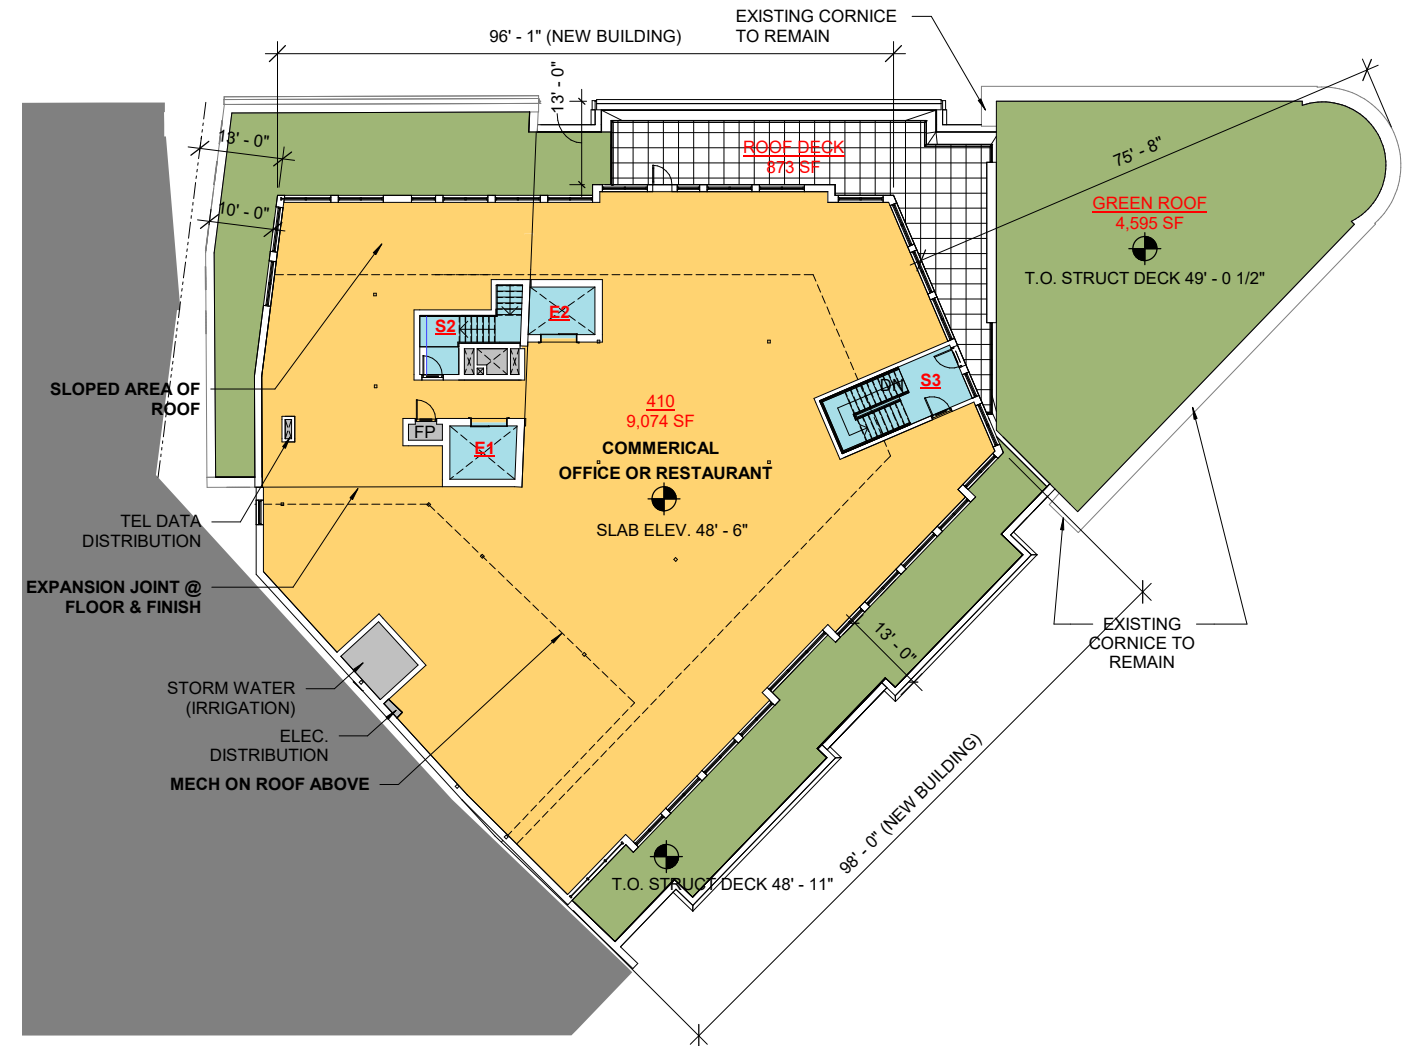 EXISTING CORNICE
TO REMAIN
96' - 1" (NEW BUILDING)
13' - 0"
13' - 0"
75' - 8"
ROOF DECK
873 SF
10' - 0"
GREEN ROOF
4,595 SF
T.O. STRUCT DECK 49' - 0 1/2"
E2
S2
SLOPED AREA OF
ROOF
DN
S3
410
9,074 SF
FP
E1
COMMERICAL
OFFICE OR RESTAURANT
SLAB ELEV. 48' - 6"
TEL DATA
DISTRIBUTION
EXPANSION JOINT @
FLOOR & FINISH
EXISTING
CORNICE TO
REMAIN
13' - 0"
STORM WATER
(IRRIGATION)
ELEC.
DISTRIBUTION
MECH ON ROOF ABOVE
98' - 0" (NEW BUILDING)
T.O. STRUCT DECK 48' - 11"